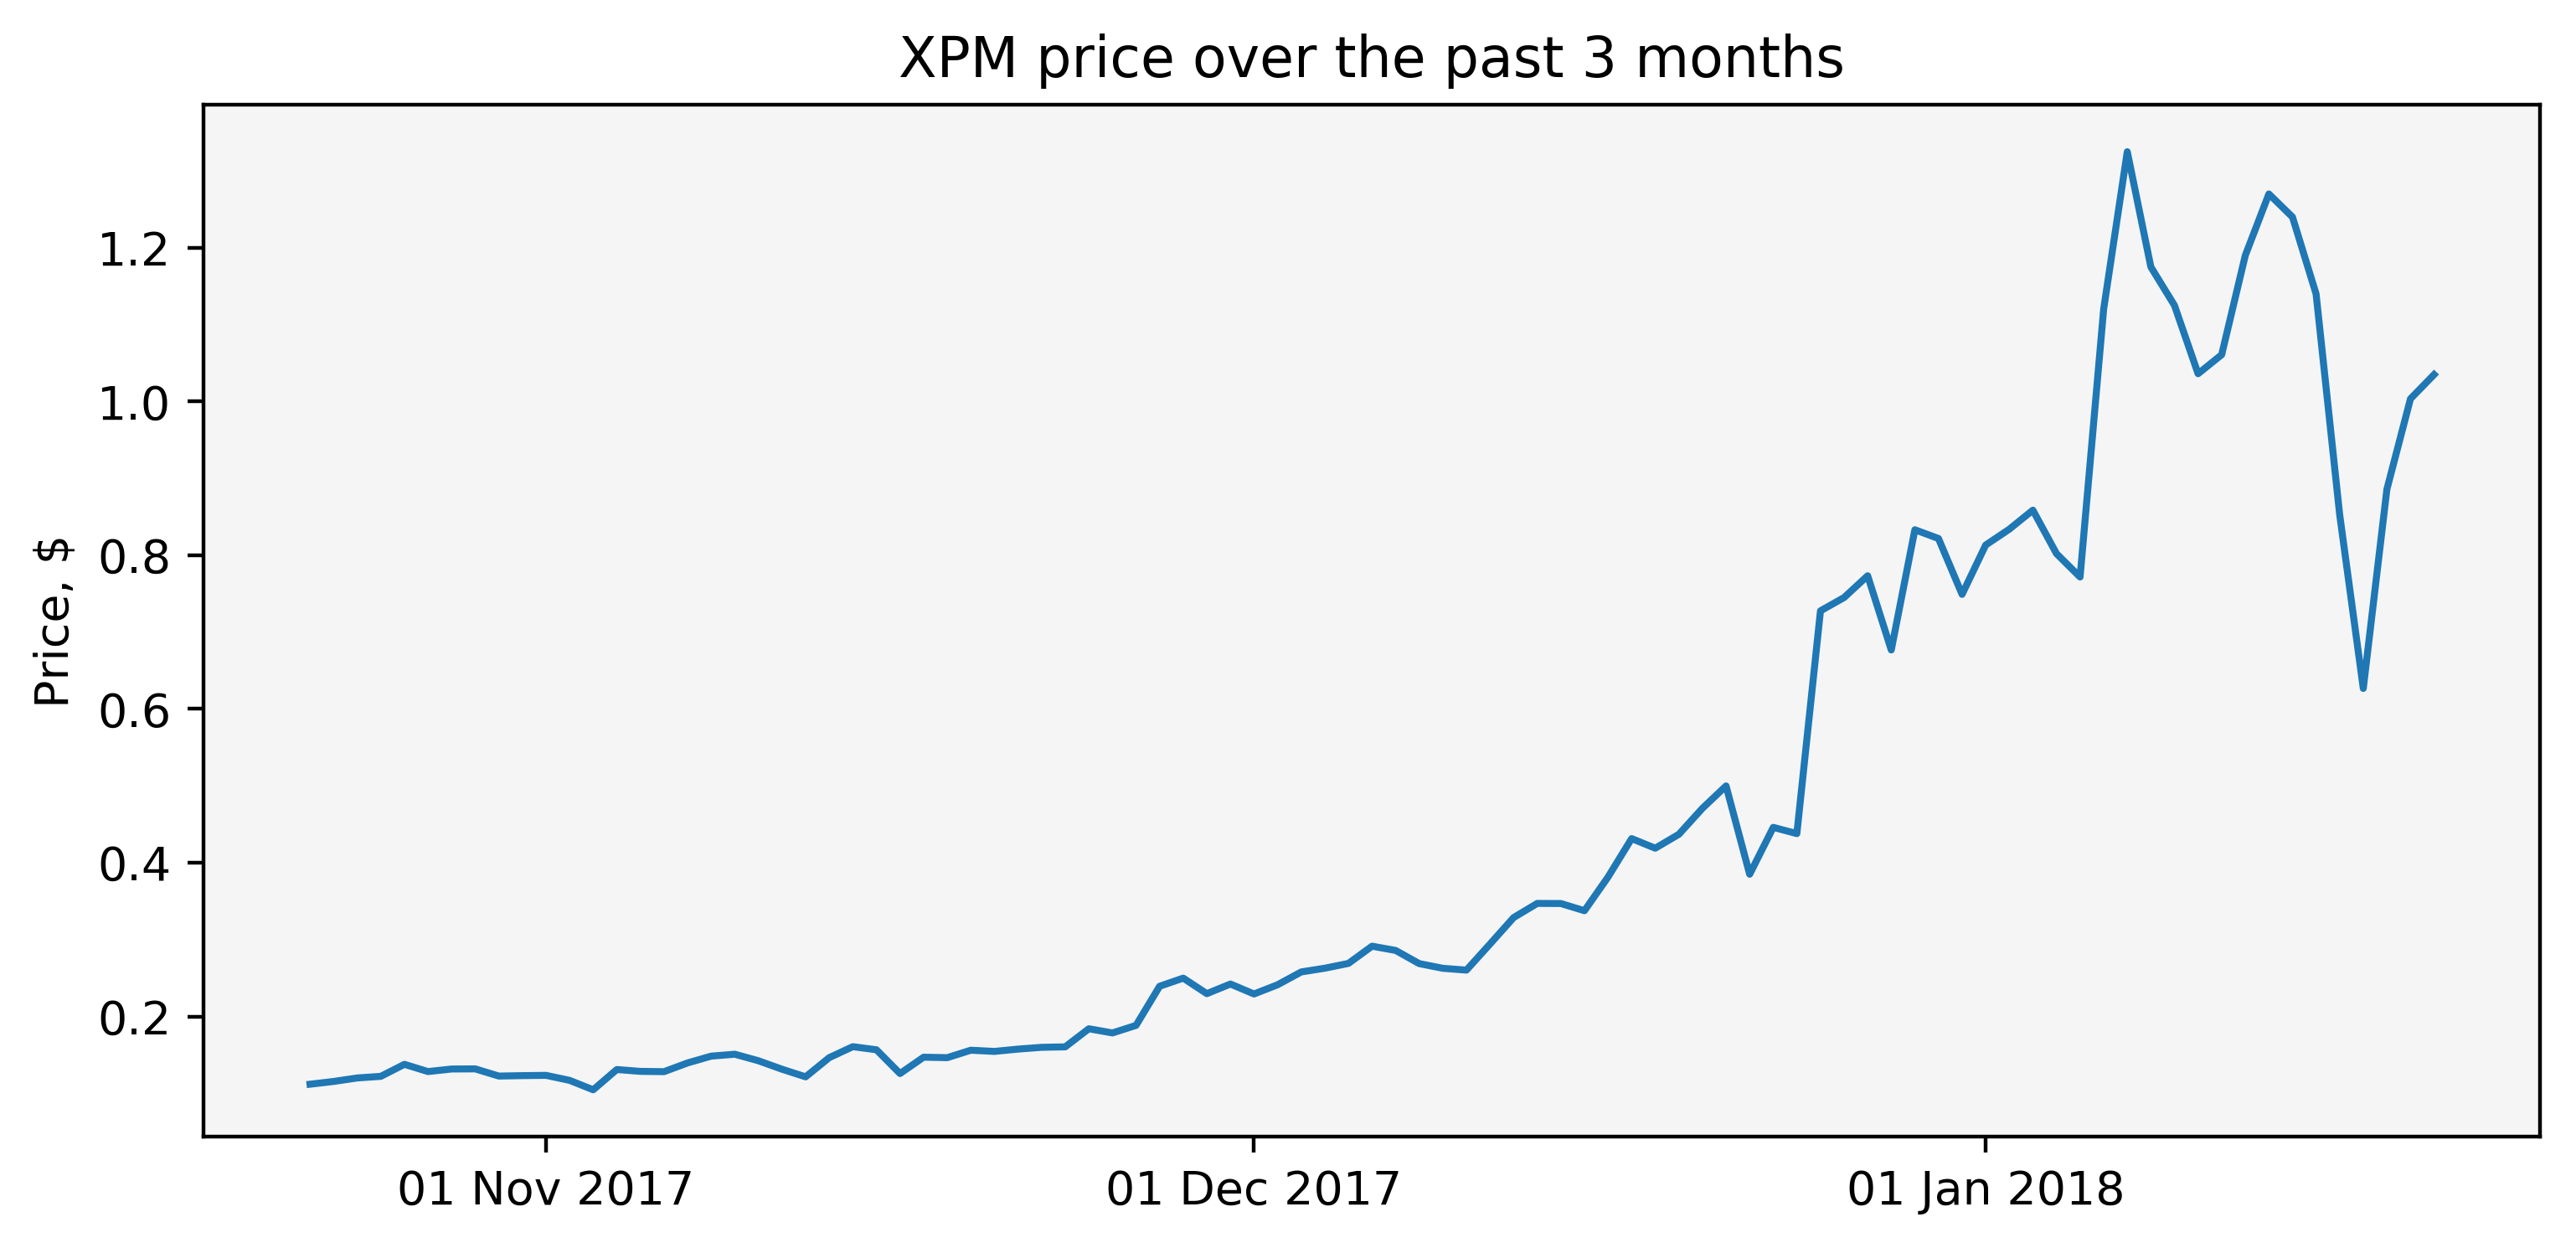 XPM price over the past 3 months
Price, $
1.2
1.0
0.8
0.6
0.4
0.2
01 Nov 2017
01 Dec 2017
01 Jan 2018